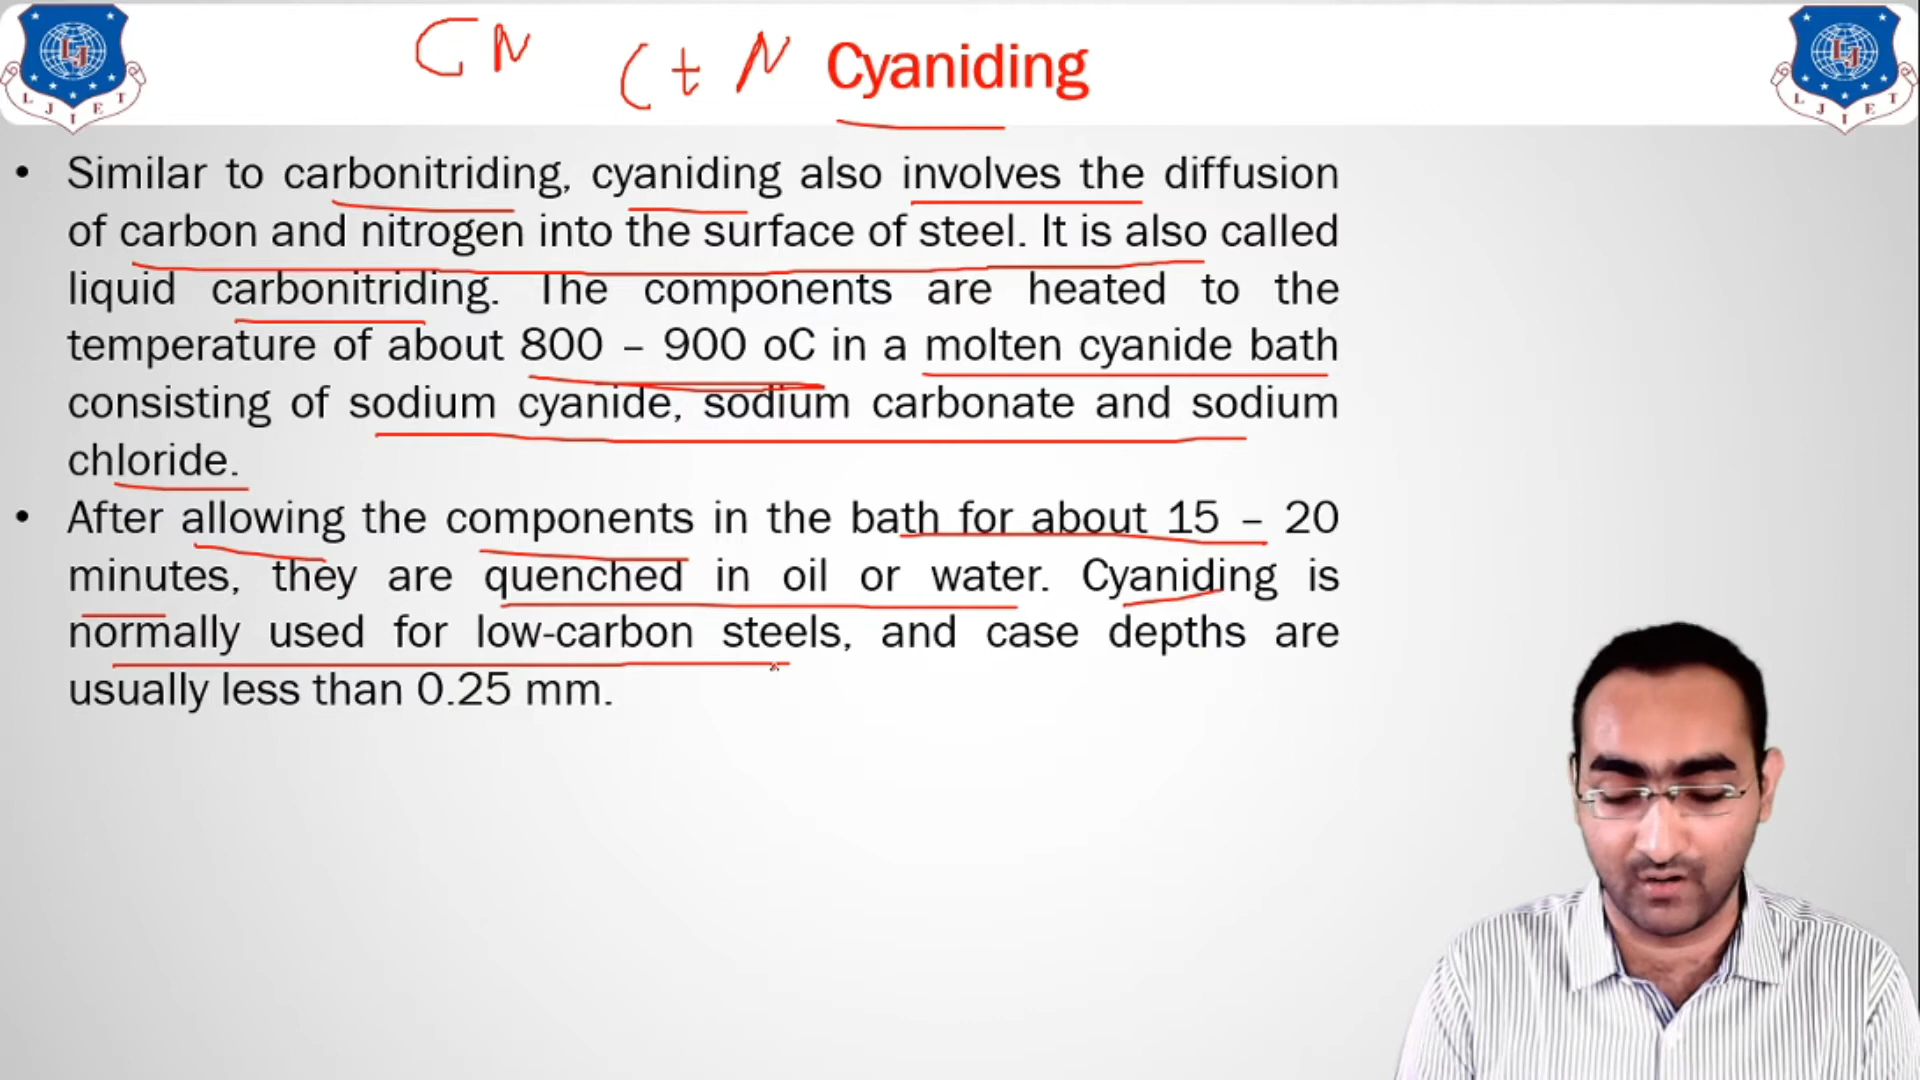 CN C + N Cyaniding
LJIET
LJIET
• Similar to carbonitriding, cyaniding also involves the diffusion
of carbon and nitrogen into the surface of steel. It is also called
liquid carbonitriding. The components are heated to the
temperature of about 800 – 900 oC in a molten cyanide bath
consisting of sodium cyanide, sodium carbonate and sodium
chloride.
• After allowing the components in the bath for about 15 – 20
minutes, they are quenched in oil or water. Cyaniding is
normally used for low-carbon steels, and case depths are
usually less than 0.25 mm.